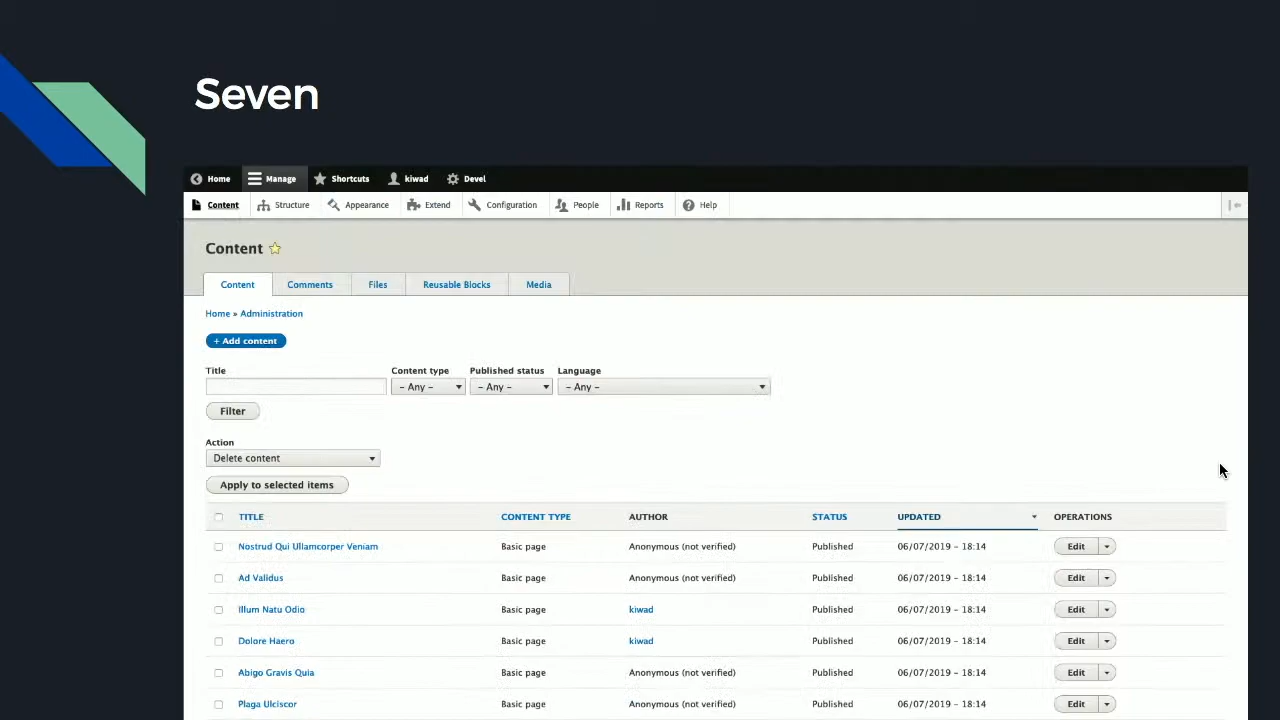 Seven
Home Manage Shortcuts kiwad Devel
Content Structure Appearance Extend Configuration People Reports Help
Content
Content Comments Files Reusable Blocks Media
Home » Administration
+ Add content
Title Content type Published status Language
– Any – – Any – – Any –
Filter
Action
Delete content
Apply to selected items
TITLE CONTENT TYPE AUTHOR STATUS UPDATED OPERATIONS
Nostrud Qui Ullamcorper Veniam Basic page Anonymous (not verified) Published 06/07/2019 – 18:14 Edit
Ad Validus Basic page Anonymous (not verified) Published 06/07/2019 – 18:14 Edit
Illum Natu Odio Basic page kiwad Published 06/07/2019 – 18:14 Edit
Dolore Haero Basic page kiwad Published 06/07/2019 – 18:14 Edit
Abigo Gravis Quia Basic page Anonymous (not verified) Published 06/07/2019 – 18:14 Edit
Plaga Ulciscor Basic page Anonymous (not verified) Published 06/07/2019 – 18:14 Edit